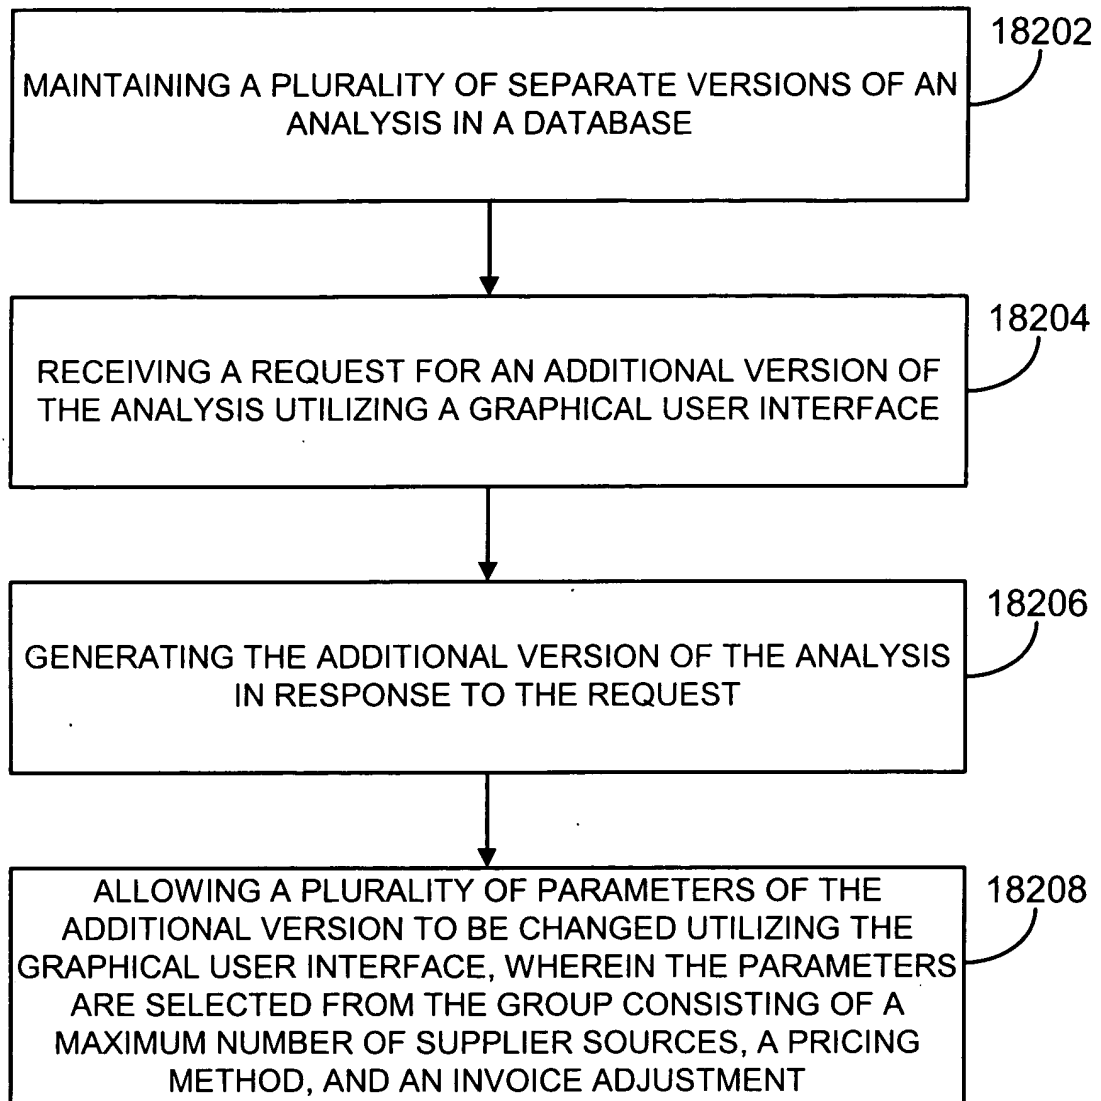 18202
MAINTAINING A PLURALITY OF SEPARATE VERSIONS OF AN
ANALYSIS IN A DATABASE
18204
RECEIVING A REQUEST FOR AN ADDITIONAL VERSION OF
THE ANALYSIS UTILIZING A GRAPHICAL USER INTERFACE
18206
GENERATING THE ADDITIONAL VERSION OF THE ANALYSIS
IN RESPONSE TO THE REQUEST
18208
ALLOWING A PLURALITY OF PARAMETERS OF THE
ADDITIONAL VERSION TO BE CHANGED UTILIZING THE
GRAPHICAL USER INTERFACE, WHEREIN THE PARAMETERS
ARE SELECTED FROM THE GROUP CONSISTING OF A
MAXIMUM NUMBER OF SUPPLIER SOURCES, A PRICING
METHOD, AND AN INVOICE ADJUSTMENT